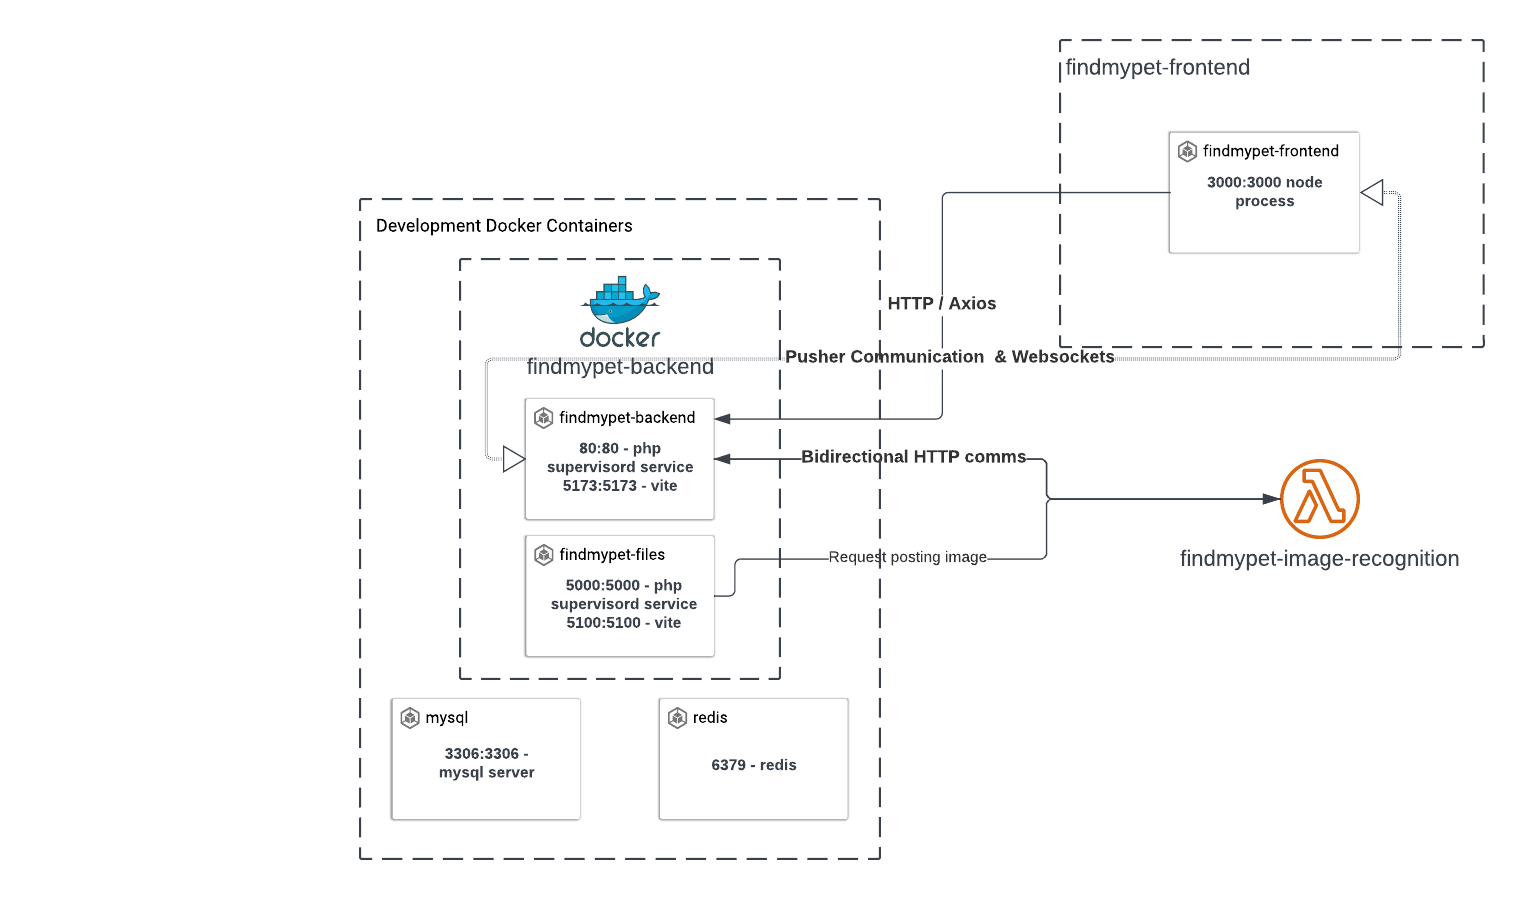 findmypet-frontend
findmypet-frontend
3000:3000 node
process
Development Docker Containers
docker
findmypet-backend
HTTP / Axios
Pusher Communication  & Websockets
findmypet-backend
80:80 - php
supervisord service
5173:5173 - vite
Bidirectional HTTP comms
findmypet-files
5000:5000 - php
supervisord service
5100:5100 - vite
Request posting image
findmypet-image-recognition
mysql
3306:3306 -
mysql server
redis
6379 - redis